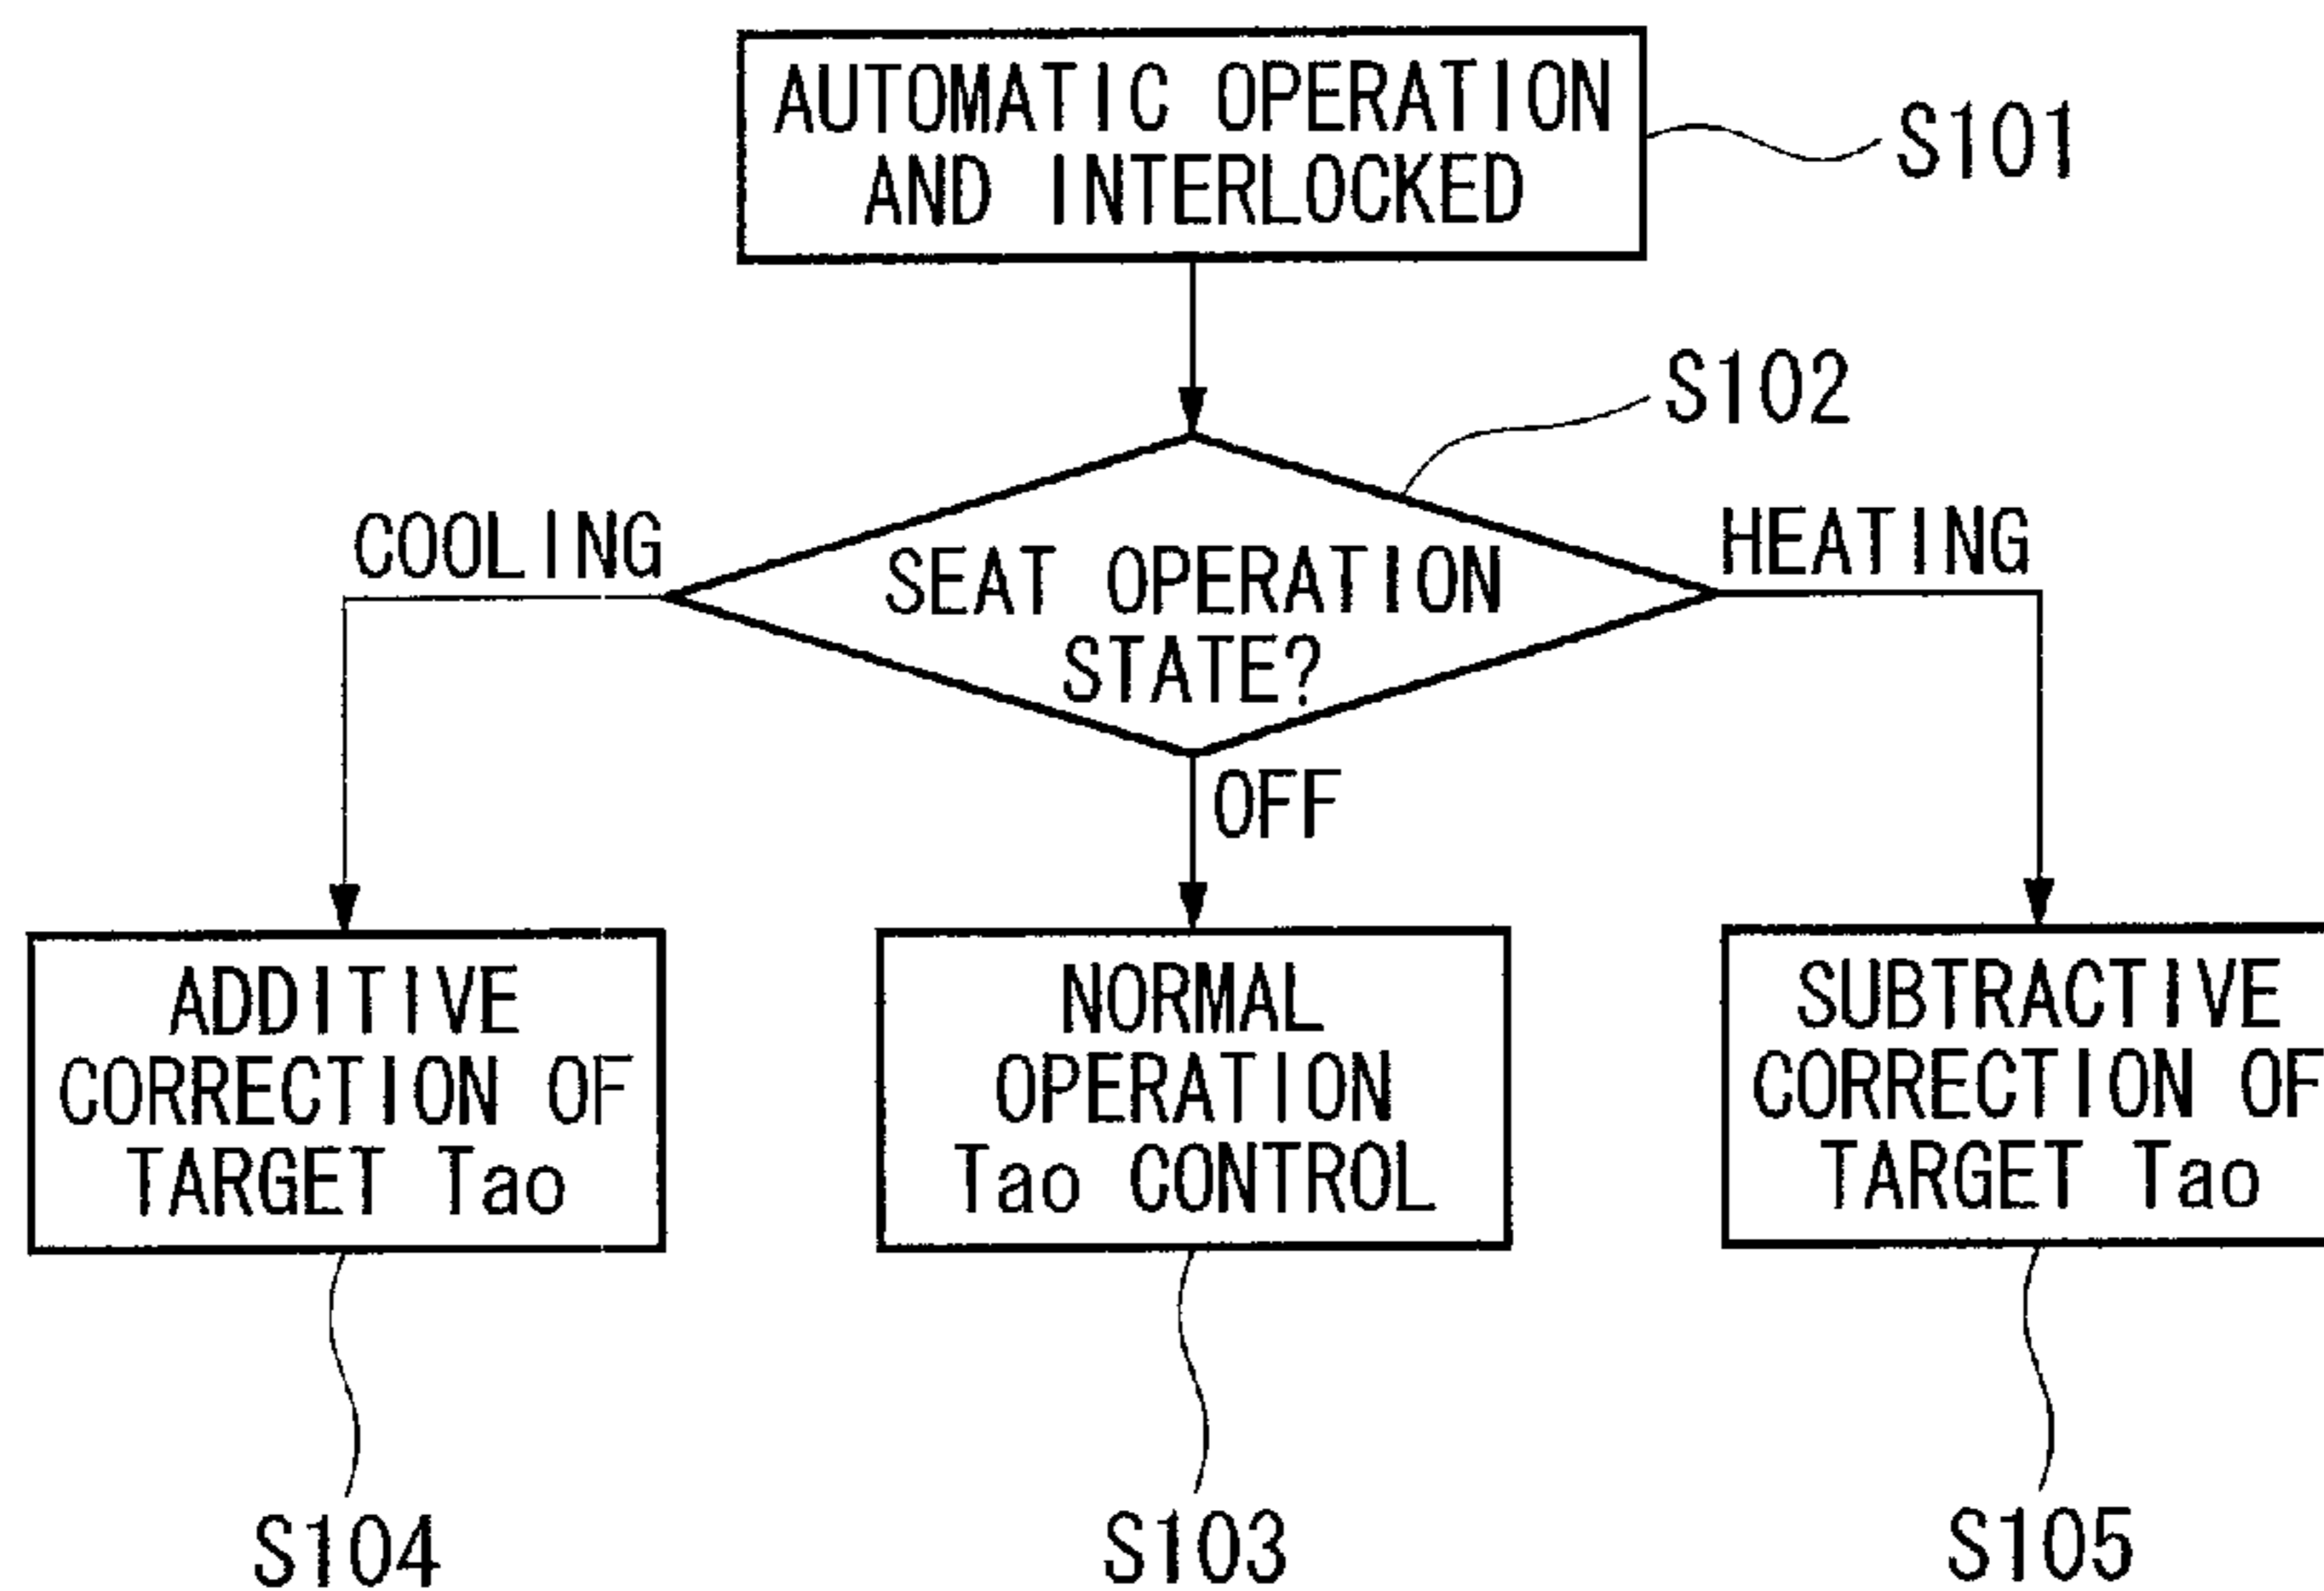 AUTOMATIC OPERATION
AND INTERLOCKED
S101
S102
COOLING
SEAT OPERATION
STATE?
HEATING
OFF
ADDITIVE
CORRECTION OF
TARGET Tao
NORMAL
OPERATION
Tao CONTROL
SUBTRACTIVE
CORRECTION OF
TARGET Tao
S104
S103
S105